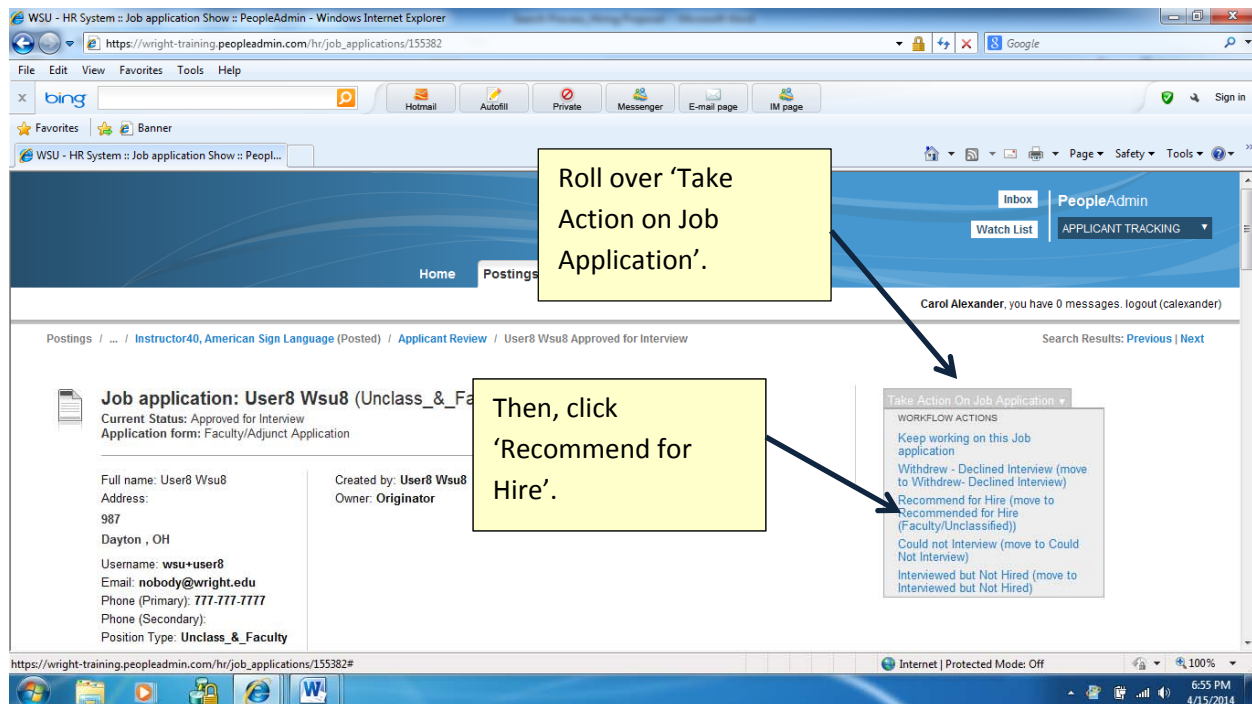 WSU - HR System :: Job application Show :: PeopleAdmin - Windows Internet Explorer
https://wright-training.peopleadmin.com/hr/job_applications/155382
Google
File Edit View Favorites Tools Help
x bing Hotmail Autofill Private Messenger E-mail page IM page Sign in
Favorites Banner
WSU - HR System :: Job application Show :: Peopl...
Page Safety Tools
Roll over ‘Take
Action on Job
Application’.
Inbox PeopleAdmin
Watch List APPLICANT TRACKING
Home Postings
Carol Alexander, you have 0 messages. logout (calexander)
Postings / ... / Instructor40, American Sign Language (Posted) / Applicant Review / User8 Wsu8 Approved for Interview
Search Results: Previous | Next
Job application: User8 Wsu8 (Unclass_&_Fa
Current Status: Approved for Interview
Application form: Faculty/Adjunct Application
Full name: User8 Wsu8
Address:
987
Dayton , OH
Username: wsu+user8
Email: nobody@wright.edu
Phone (Primary): 777-777-7777
Phone (Secondary):
Position Type: Unclass_&_Faculty
Created by: User8 Wsu8
Owner: Originator
Then, click
‘Recommend for
Hire’.
Take Action On Job Application
WORKFLOW ACTIONS
Keep working on this Job
application
Withdrew - Declined Interview (move
to Withdrew- Declined Interview)
Recommend for Hire (move to
Recommended for Hire
(Faculty/Unclassified))
Could not Interview (move to Could
Not Interview)
Interviewed but Not Hired (move to
Interviewed but Not Hired)
https://wright-training.peopleadmin.com/hr/job_applications/155382#
Internet | Protected Mode: Off
100%
6:55 PM
4/15/2014